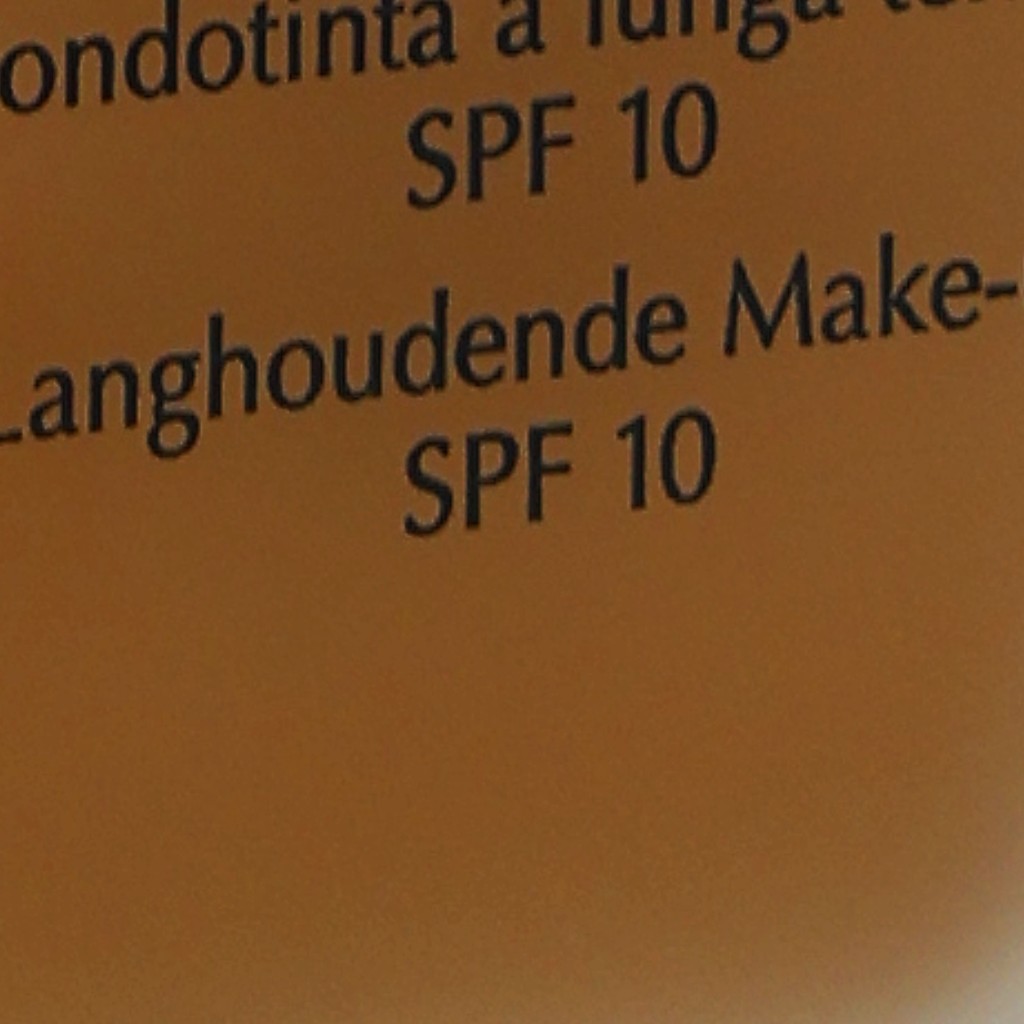 ondotinta a lunga
SPF 10
Langhoudende Make-
SPF 10